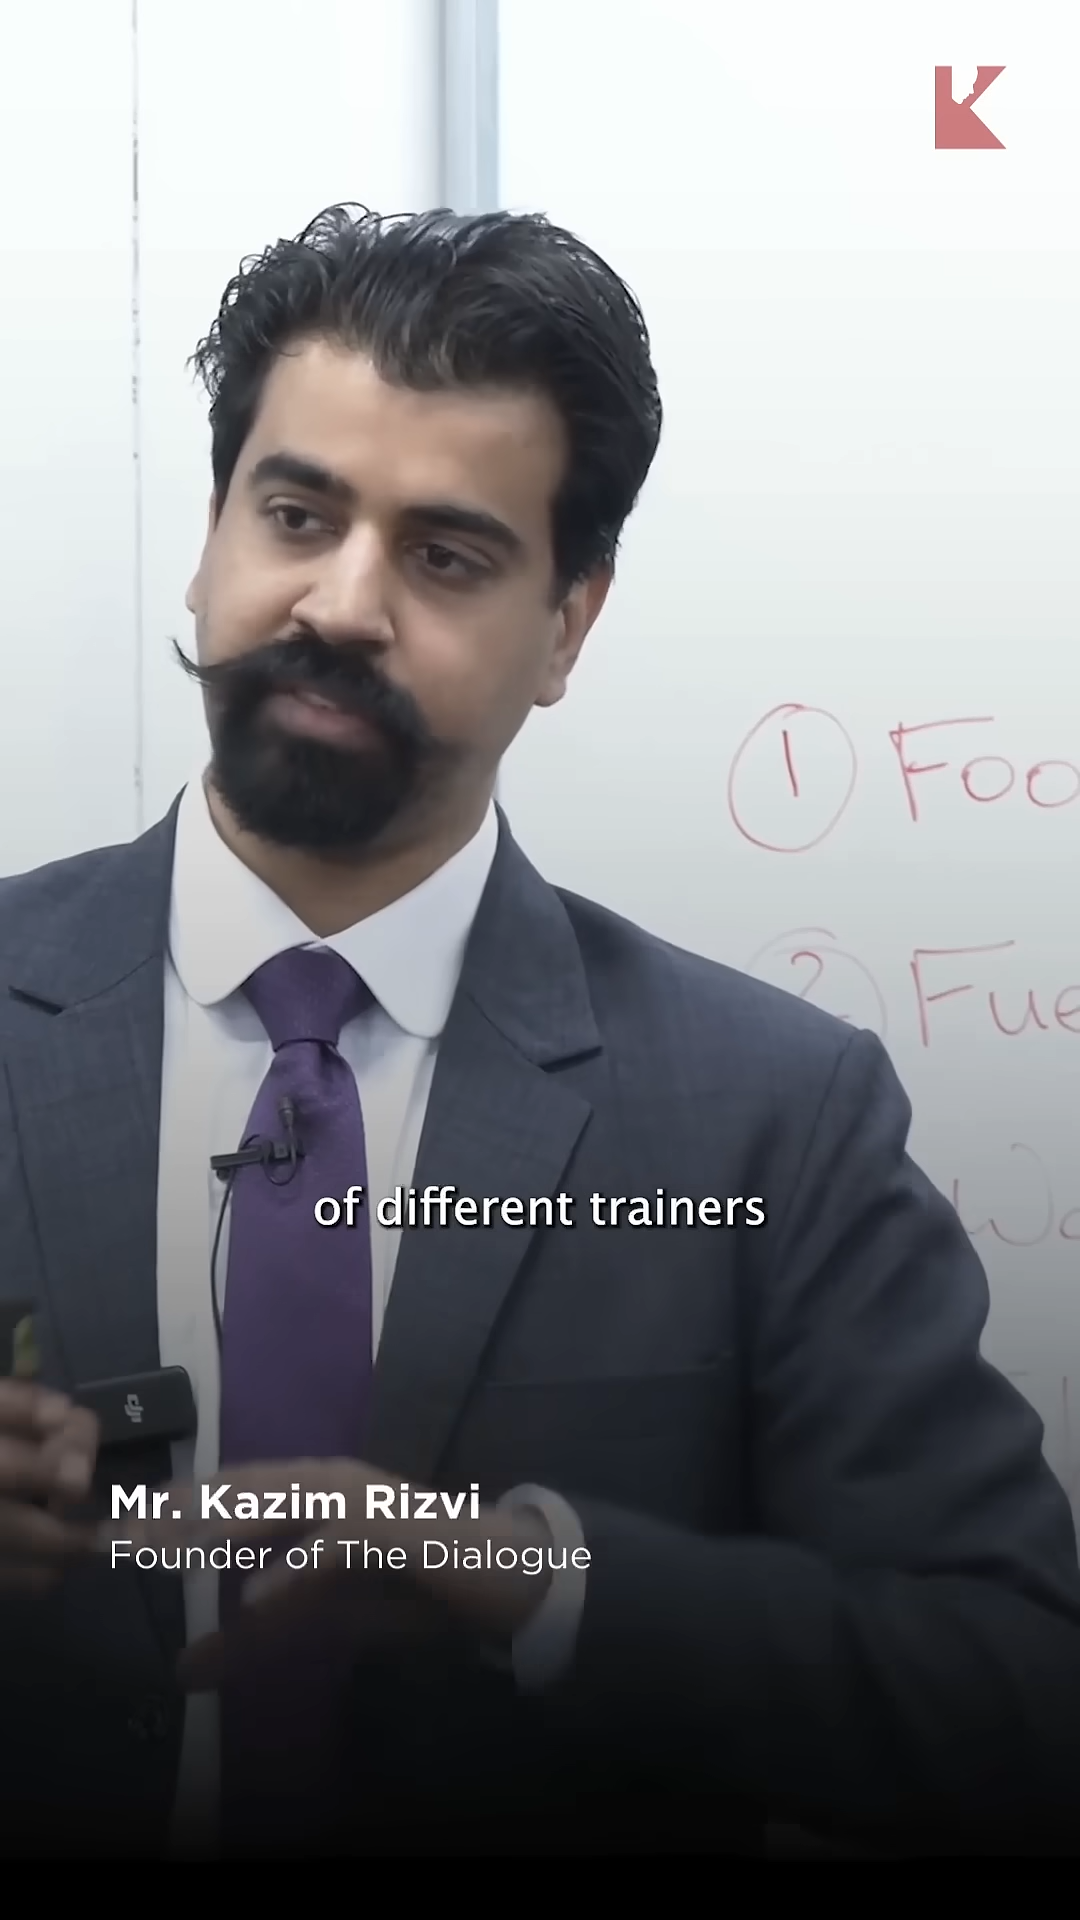 1 Foo
2 Fue
of different trainers
Mr. Kazim Rizvi
Founder of The Dialogue